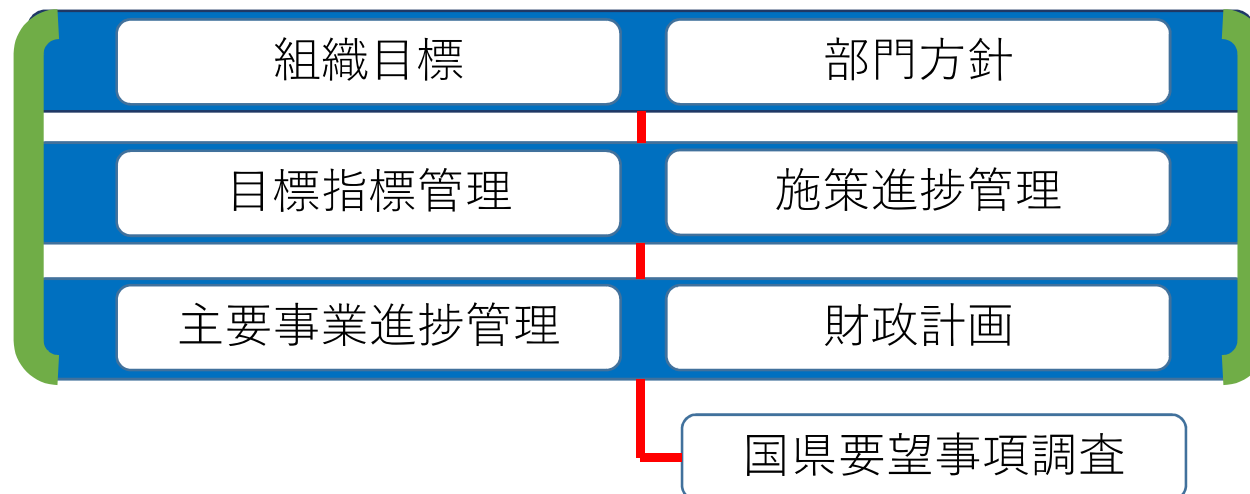 組織目標
部門方針
目標指標管理
施策進捗管理
主要事業進捗管理
財政計画
国県要望事項調査